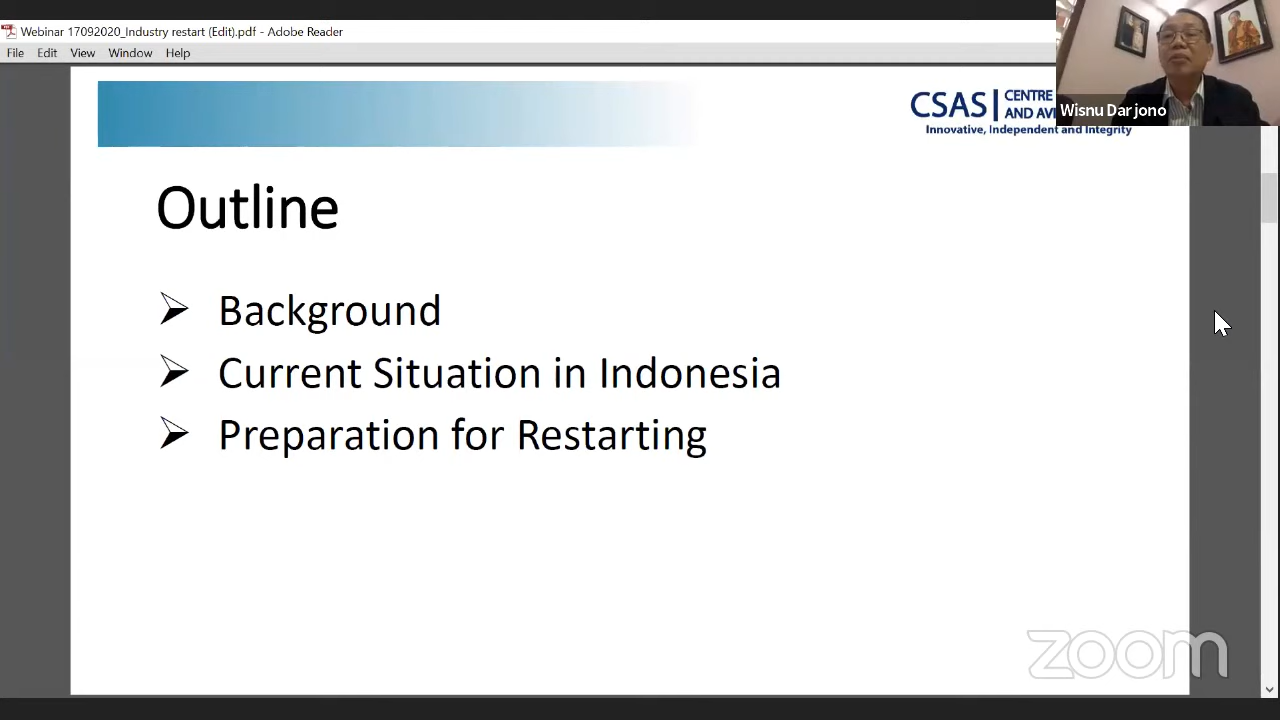 Webinar 17092020_Industry restart (Edit).pdf - Adobe Reader
File Edit View Window Help
CSAS CENTRE
AND
Innovative, Independent and Integrity
Wisnu Darjono
Outline
Background
Current Situation in Indonesia
Preparation for Restarting
zoom